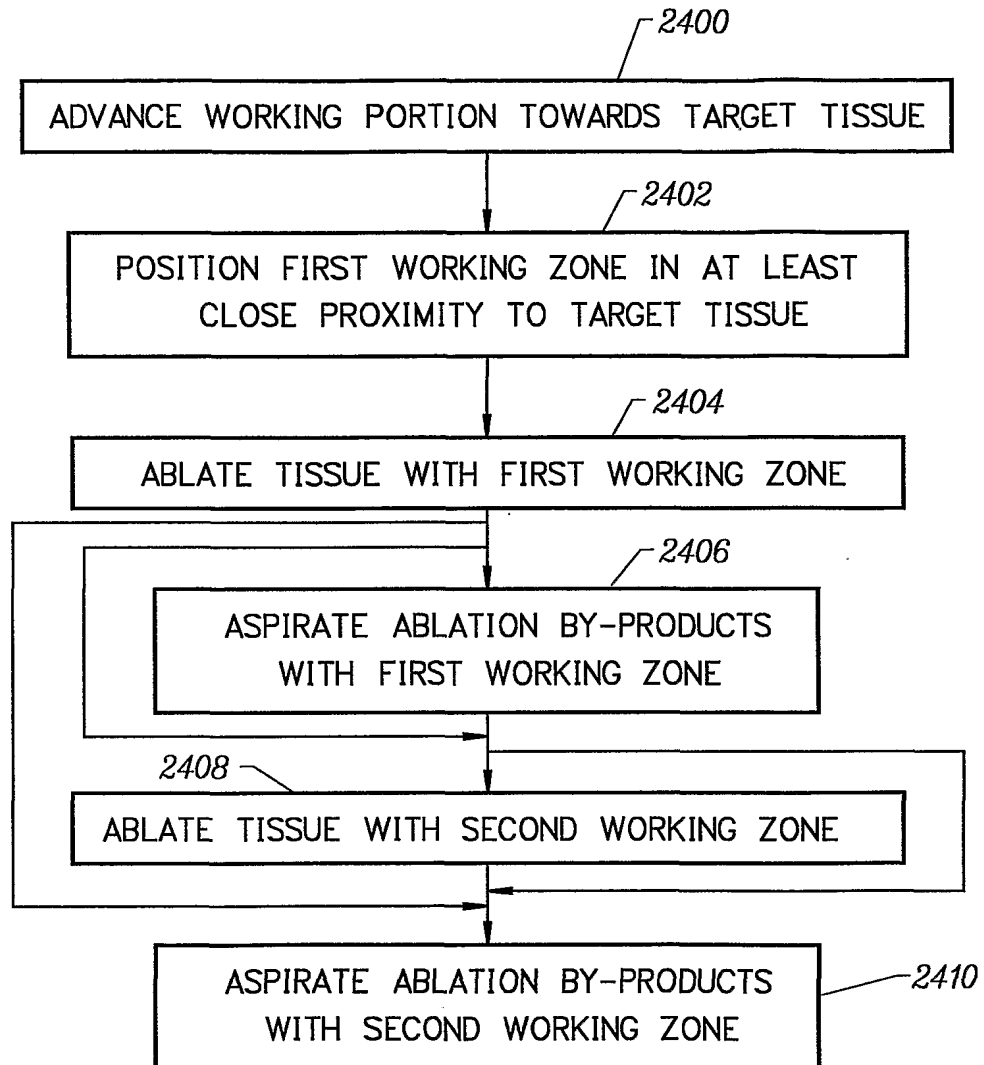 2400
ADVANCE WORKING PORTION TOWARDS TARGET TISSUE
2402
POSITION FIRST WORKING ZONE IN AT LEAST
CLOSE PROXIMITY TO TARGET TISSUE
2404
ABLATE TISSUE WITH FIRST WORKING ZONE
2406
ASPIRATE ABLATION BY-PRODUCTS
WITH FIRST WORKING ZONE
2408
ABLATE TISSUE WITH SECOND WORKING ZONE
2410
ASPIRATE ABLATION BY-PRODUCTS
WITH SECOND WORKING ZONE